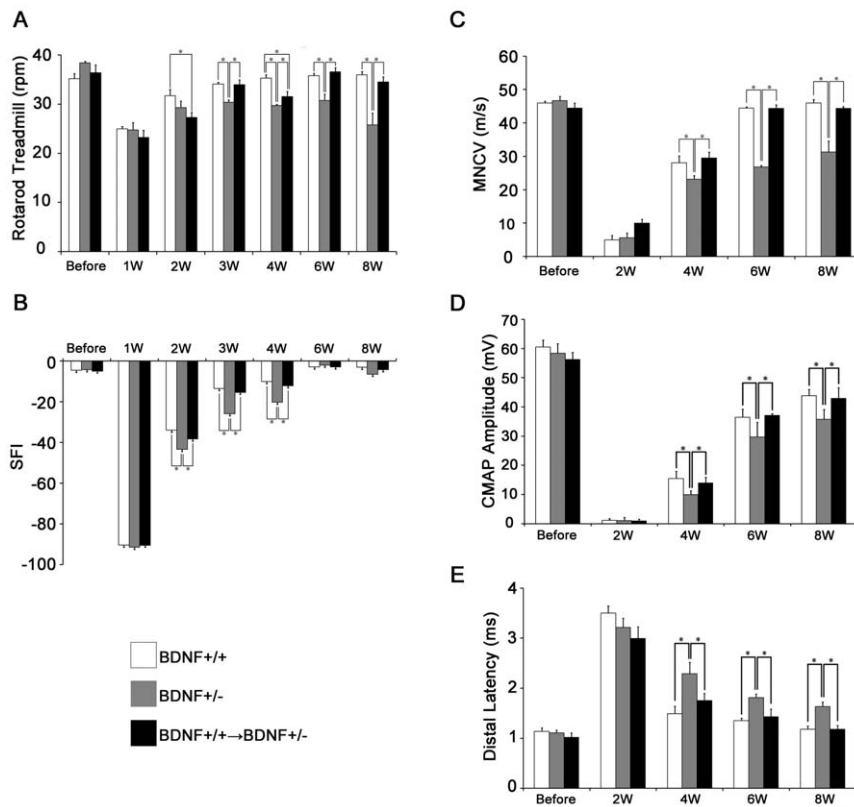 A
Rotarod Treadmill (rpm)
40
30
20
10
0
*
* *
*
* *
* *
* *
Before 1W 2W 3W 4W 6W 8W
B
Before 1W 2W 3W 4W 6W 8W
SFI
0
-20
-40
-60
-80
-100
* *
* *
* *
BDNF+/+
BDNF+/-
BDNF+/+→BDNF+/-
C
MNCV (m/s)
60
50
40
30
20
10
0
* *
* *
* *
Before 2W 4W 6W 8W
D
CMAP Amplitude (mV)
70
60
50
40
30
20
10
0
* *
* *
* *
Before 2W 4W 6W 8W
E
Distal Latency (ms)
4
3
2
1
0
* *
* *
* *
Before 2W 4W 6W 8W